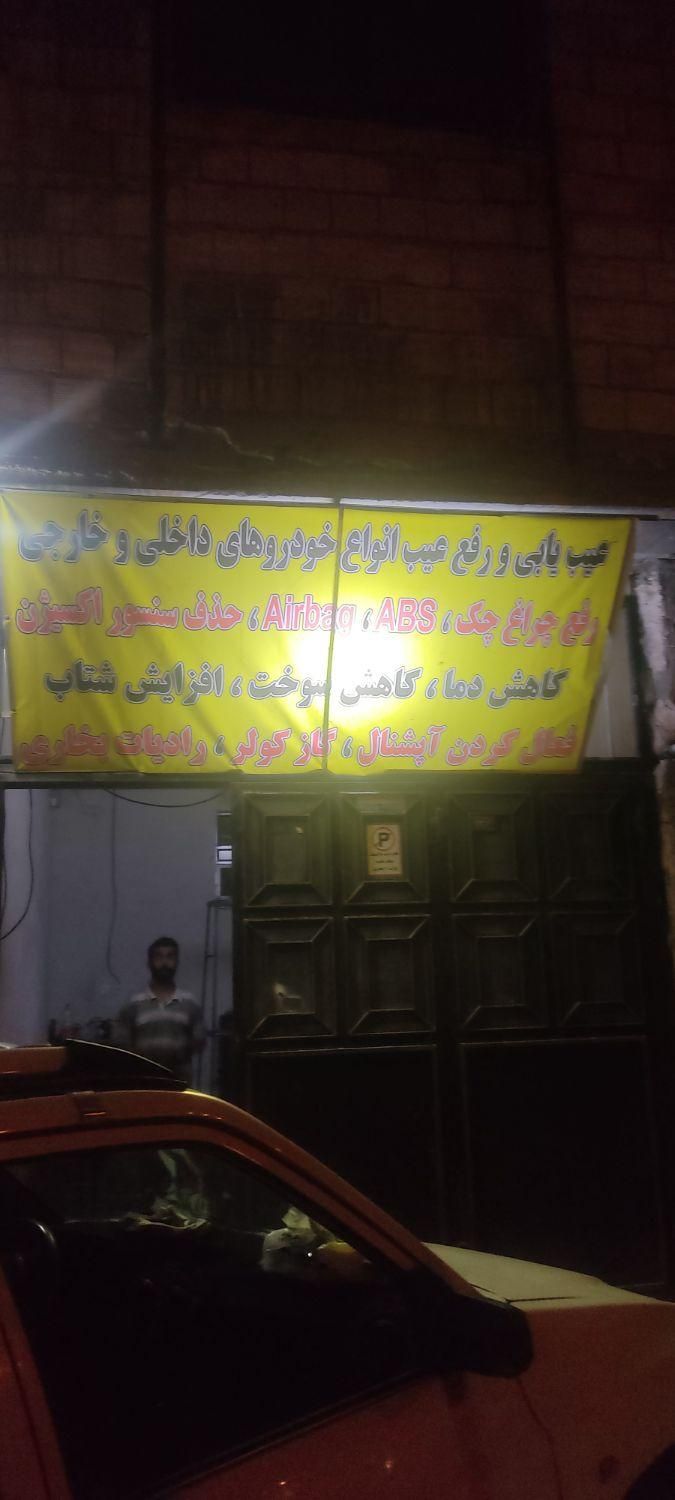 عیب یابی و رفع عیب انواع خودروهای داخلی و خارجی
رفع چراغ چک ، ABS ، Airbag ، حذف سنسور اکسیژن
کاهش دما ، کاهش سوخت ، افزایش شتاب
فعال کردن آپشنال ، گاز کولر ، رادیات بخاری
P